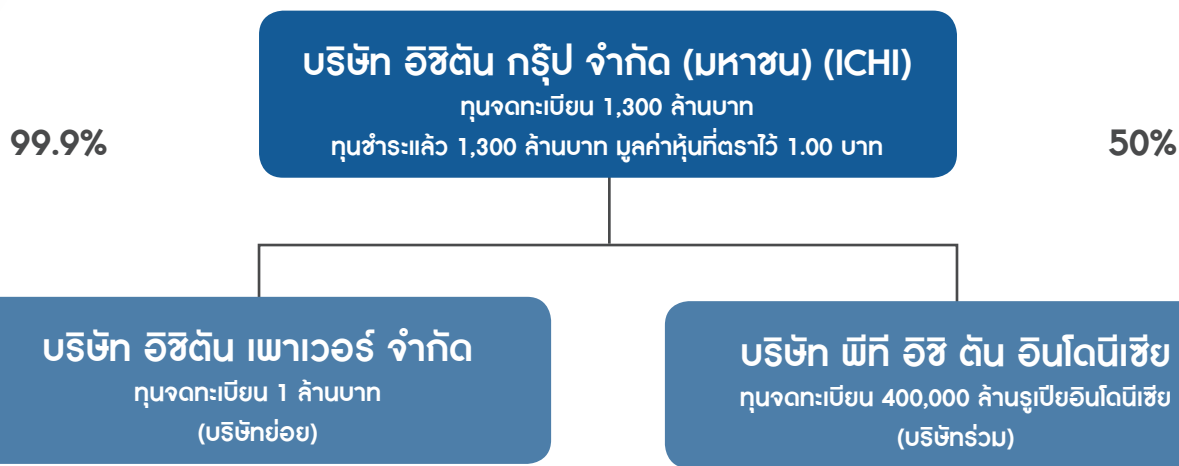 บริษัท อิชิตัน กรุ๊ป จำกัด (มหาชน) (ICHI)
ทุนจดทะเบียน 1,300 ล้านบาท
ทุนชำระแล้ว 1,300 ล้านบาท มูลค่าหุ้นที่ตราไว้ 1.00 บาท
99.9%
50%
บริษัท อิชิตัน เพาเวอร์ จำกัด
ทุนจดทะเบียน 1 ล้านบาท
(บริษัทย่อย)
บริษัท พีที อิชิ ตัน อินโดนีเซีย
ทุนจดทะเบียน 400,000 ล้านรูเปียอินโดนีเซีย
(บริษัทร่วม)